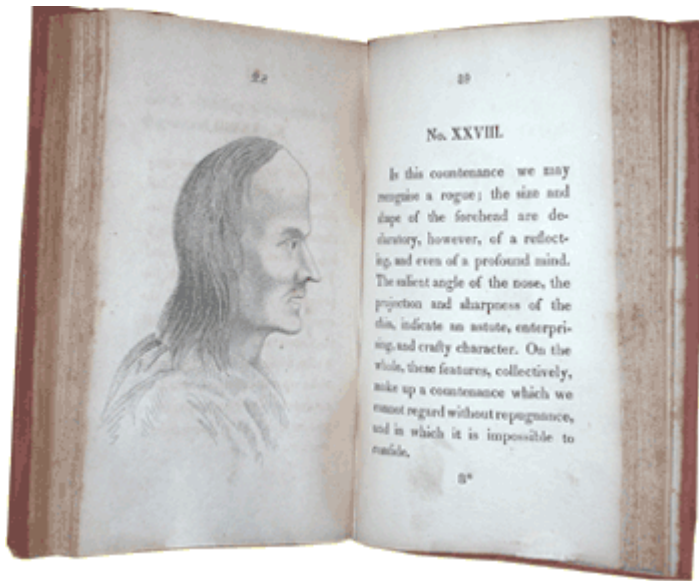 89
No. XXVIII.
In this countenance we may
recognise a rogue; the size and
shape of the forehead are de-
claratory, however, of a reflect-
ing, and even of a profound mind.
The salient angle of the nose, the
projection and sharpness of the
chin, indicate an astute, enterpri-
sing, and crafty character. On the
whole, these features, collectively,
make up a countenance which we
cannot regard without repugnance,
and in which it is impossible to
confide.
8*